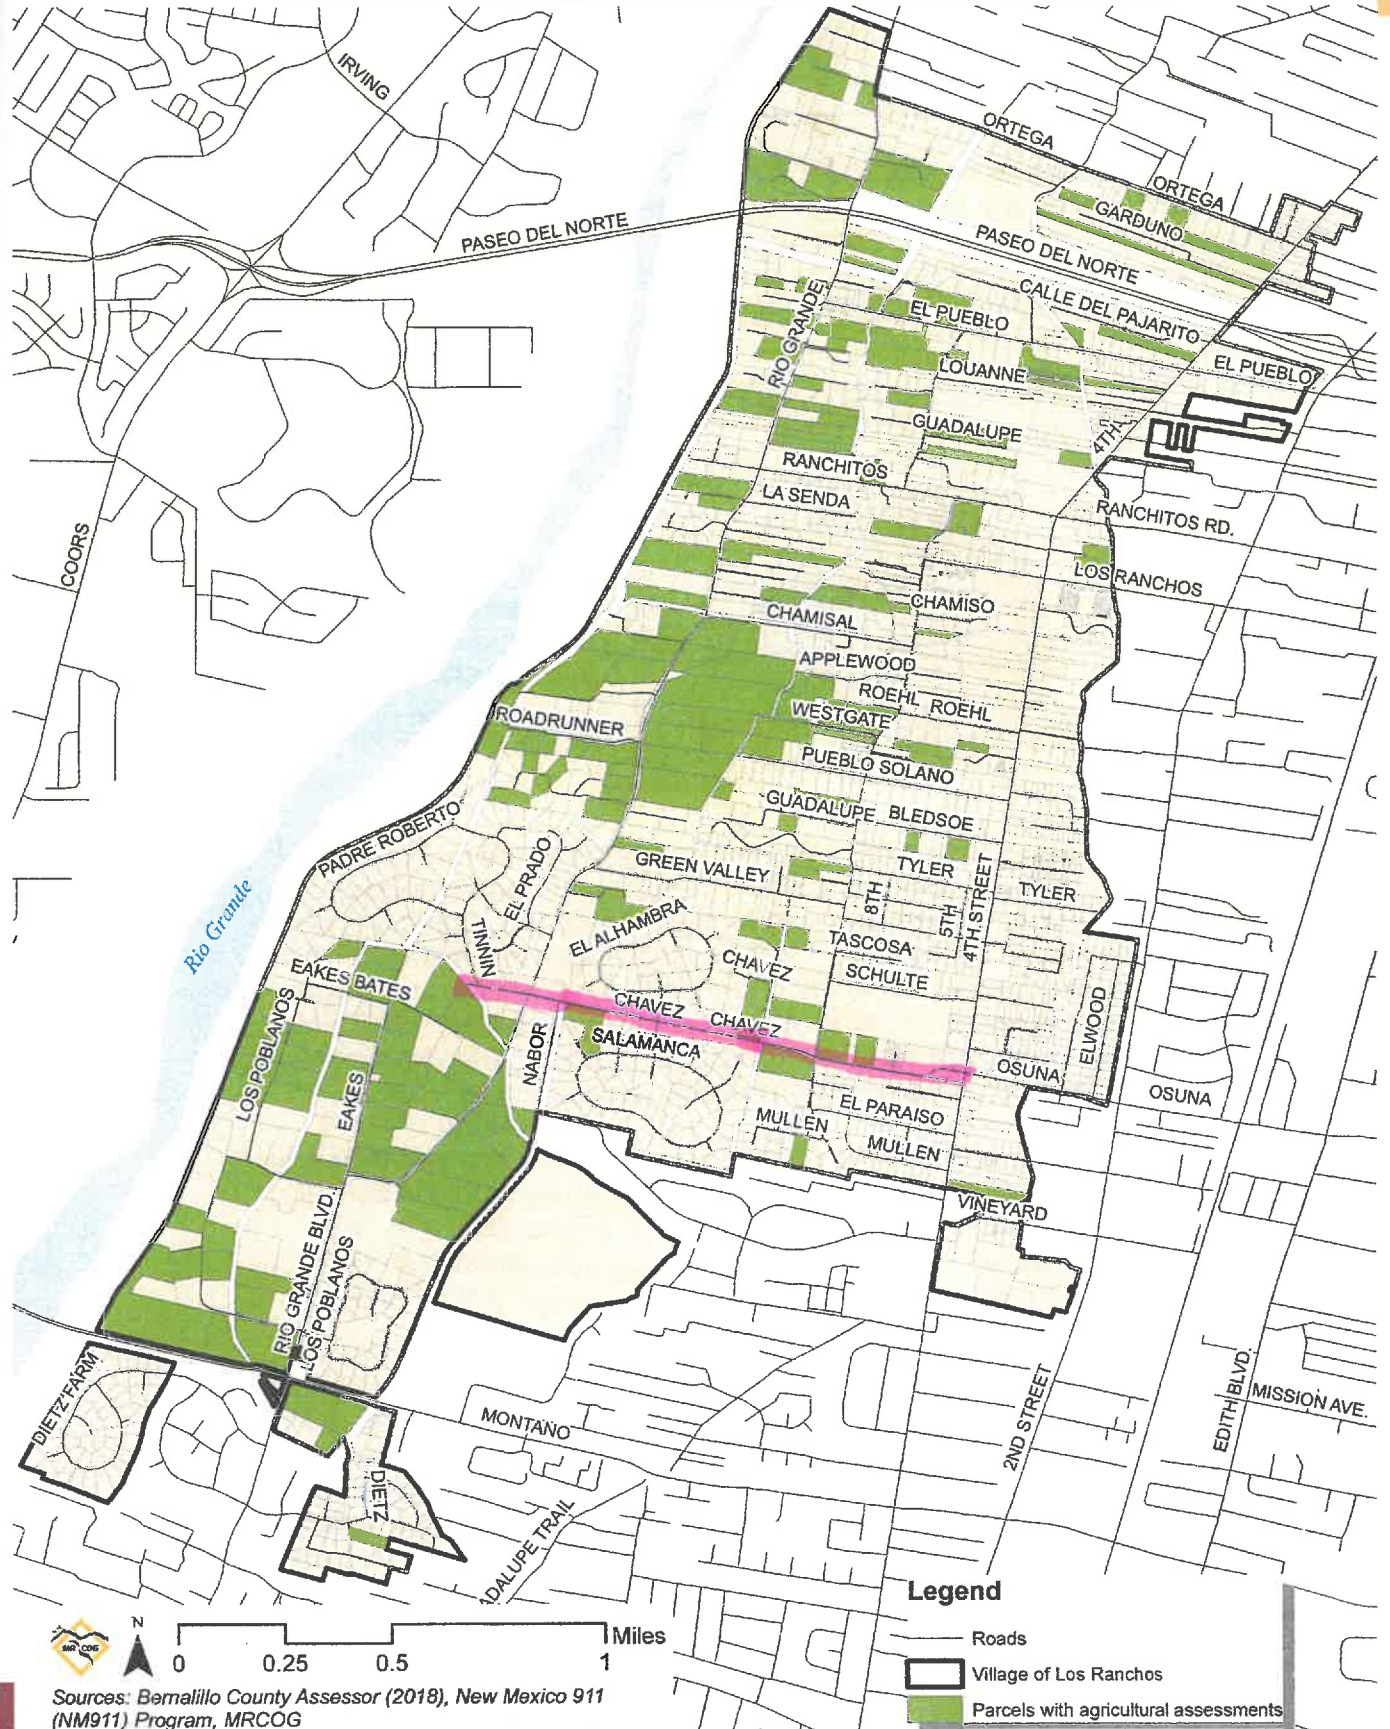 IRVING
ORTEGA
ORTEGA
GARDUNO
PASEO DEL NORTE
PASEO DEL NORTE
CALLE DEL PAJARITO
RIO GRANDE
EL PUEBLO
EL PUEBLO
LOUANNE
4TH
GUADALUPE
RANCHITOS
LA SENDA
RANCHITOS RD.
COORS
LOS RANCHOS
CHAMISO
CHAMISAL
APPLEWOOD
ROEHL ROEHL
WESTGATE
ROADRUNNER
PUEBLO SOLANO
GUADALUPE BLEDSOE
PADRE ROBERTO
EL PRADO
GREEN VALLEY
TYLER
TYLER
8TH
5TH
4TH STREET
Rio Grande
TINNIN
EL ALHAMBRA
TASCOSA
CHAVEZ
SCHULTE
EAKES BATES
LOS POBLANOS
CHAVEZ
CHAVEZ
ELWOOD
NABOR
SALAMANCA
OSUNA
OSUNA
EAKES
EL PARAISO
MULLEN
MULLEN
VINEYARD
RIO GRANDE BLVD.
LOS POBLANOS
DIETZ FARM
MONTANO
2ND STREET
EDITH BLVD.
MISSION AVE.
DIETZ
ADALUPE TRAIL
Legend
Roads
Village of Los Ranchos
Parcels with agricultural assessments
MR COG
N
Miles
0 0.25 0.5 1
Sources: Bernalillo County Assessor (2018), New Mexico 911
(NM911) Program, MRCOG